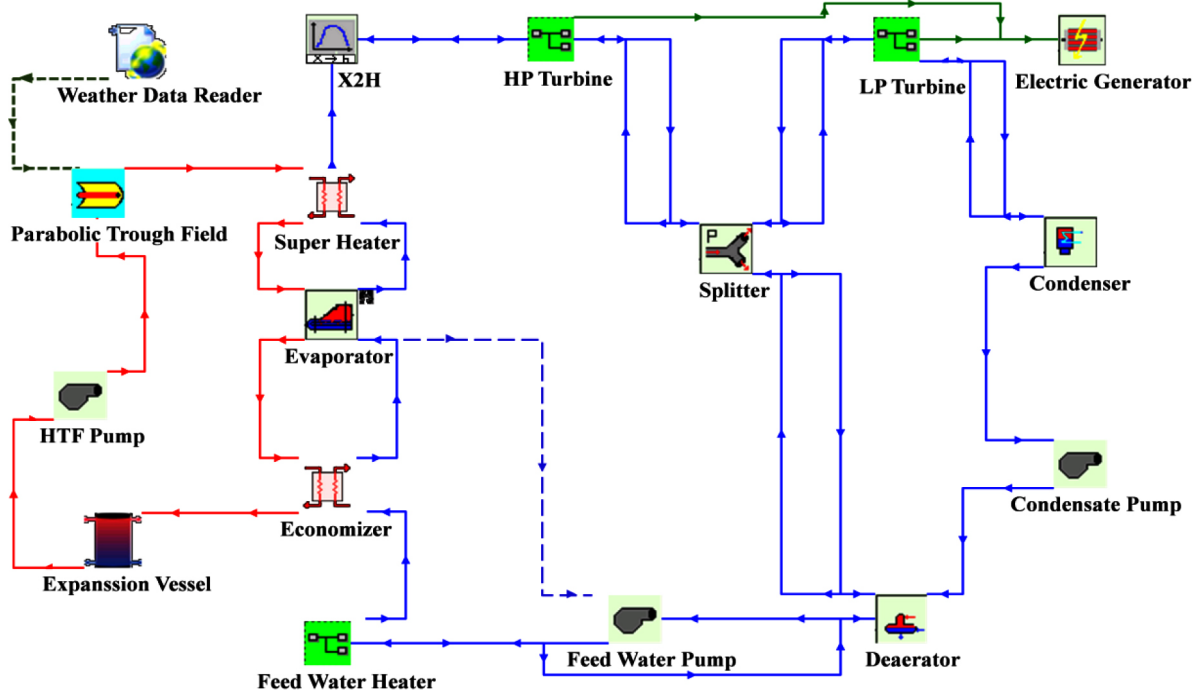 X→h
X2H
HP Turbine
LP Turbine
Electric Generator
Weather Data Reader
Parabolic Trough Field
Super Heater
P
Splitter
Condenser
Evaporator
HTF Pump
Economizer
Condensate Pump
Expanssion Vessel
Feed Water Pump
Deaerator
Feed Water Heater